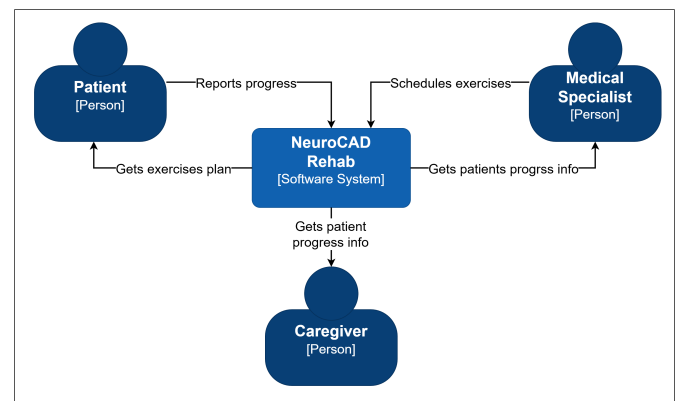 Patient
[Person]
Reports progress
Schedules exercises
Medical
Specialist
[Person]
NeuroCAD
Rehab
[Software System]
Gets exercises plan
Gets patients progrss info
Gets patient
progress info
Caregiver
[Person]